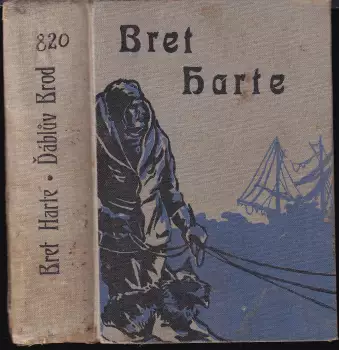 820
Bret Harte · Ďáblův Brod
Bret
Harte